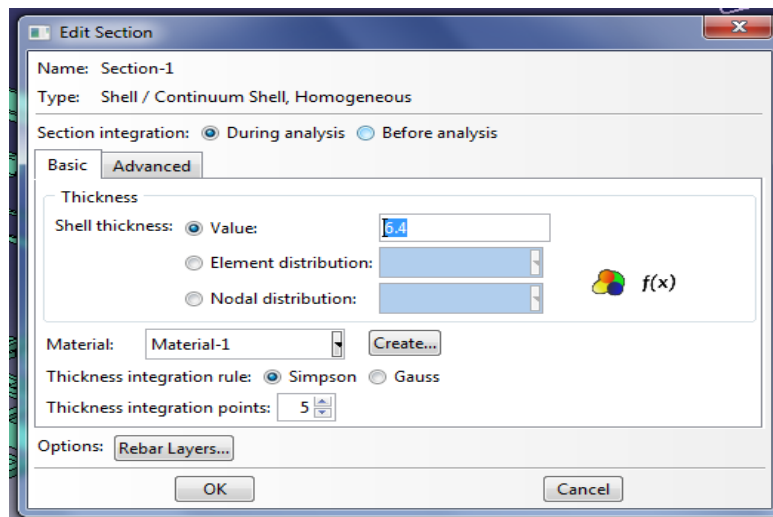 Edit Section
Name: Section-1
Type: Shell / Continuum Shell, Homogeneous
Section integration: During analysis Before analysis
Basic Advanced
Thickness
Shell thickness: Value: 6.4
Element distribution:
Nodal distribution:
f(x)
Material: Material-1 Create...
Thickness integration rule: Simpson Gauss
Thickness integration points: 5
Options: Rebar Layers...
OK Cancel